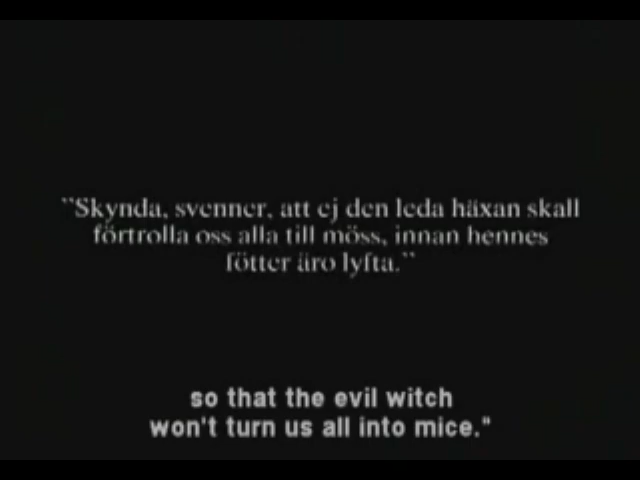 "Skynda, svenner, att ej den leda häxan skall
förtrolla oss alla till möss, innan hennes
fötter äro lyfta."
so that the evil witch
won't turn us all into mice."